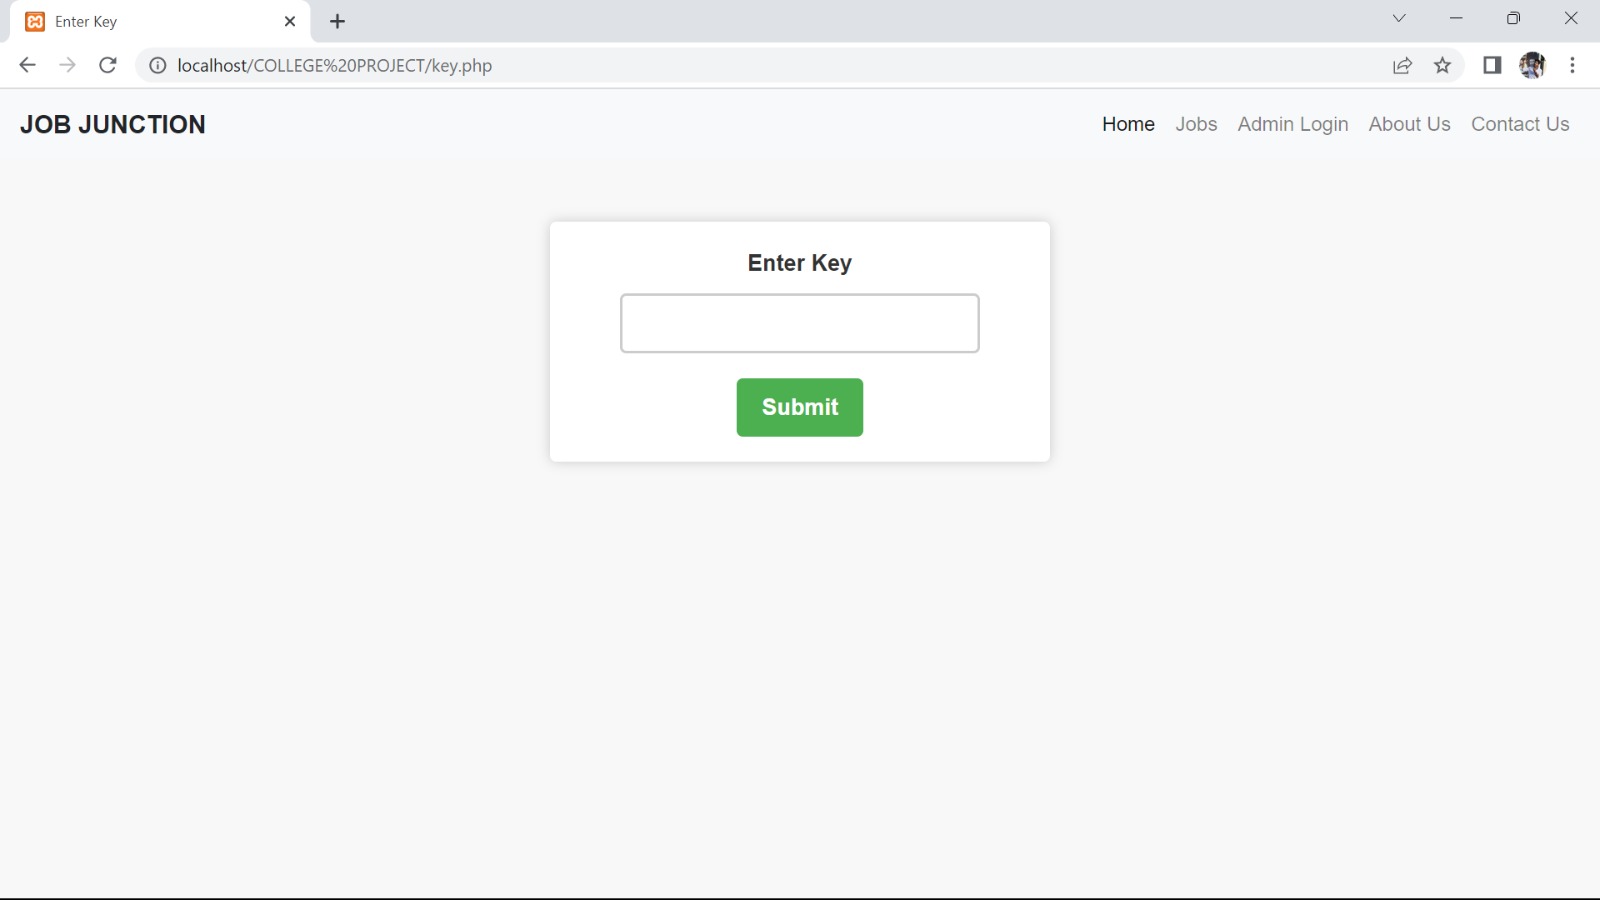 Enter Key
localhost/COLLEGE%20PROJECT/key.php
JOB JUNCTION
Home Jobs Admin Login About Us Contact Us
Enter Key
Submit